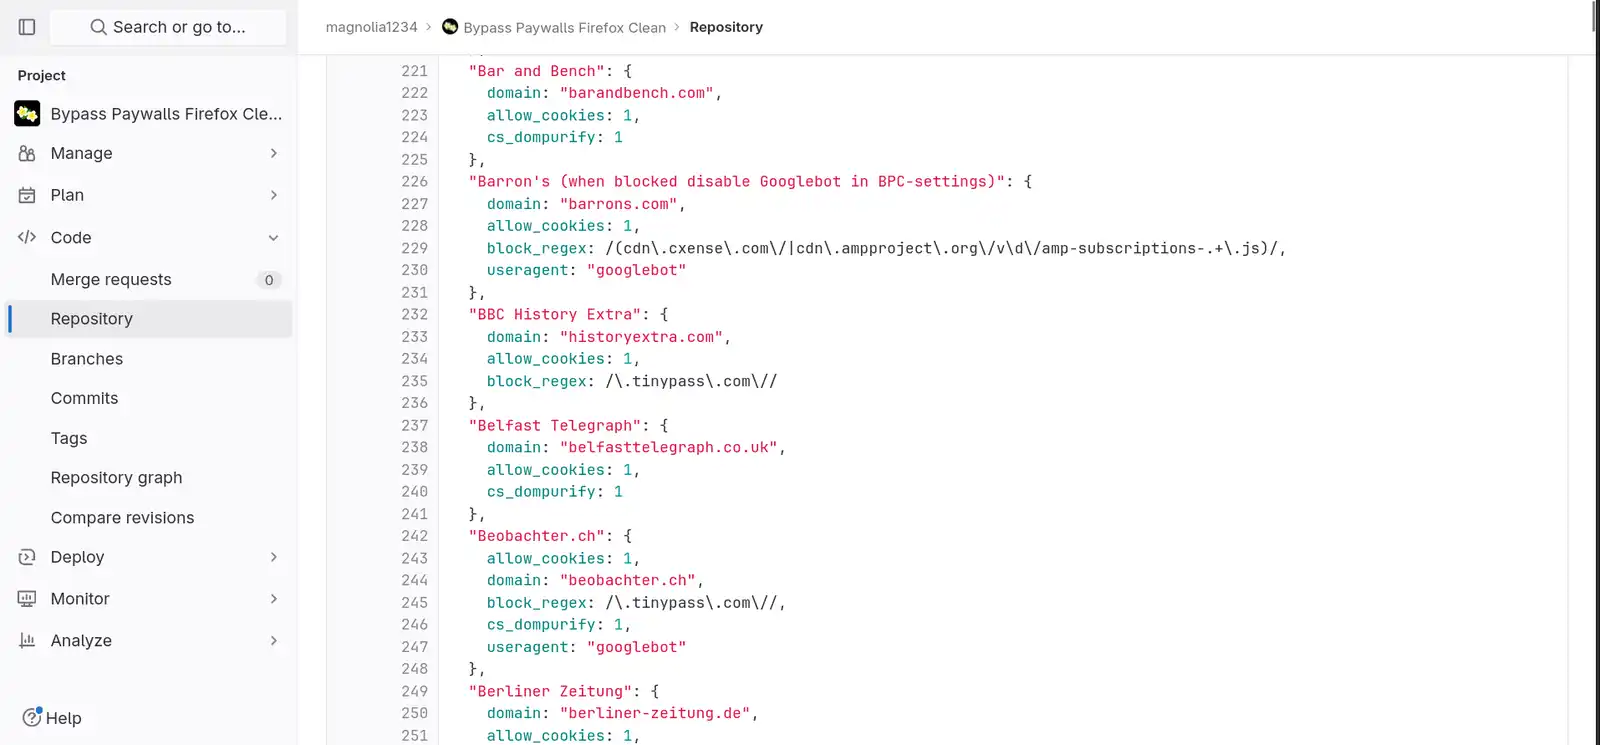 Search or go to...
magnolia1234 > Bypass Paywalls Firefox Clean > Repository
Project
Bypass Paywalls Firefox Cle...
Manage
Plan
Code
Merge requests 0
Repository
Branches
Commits
Tags
Repository graph
Compare revisions
Deploy
Monitor
Analyze
Help
221 "Bar and Bench": {
222 domain: "barandbench.com",
223 allow_cookies: 1,
224 cs_dompurify: 1
225 },
226 "Barron's (when blocked disable Googlebot in BPC-settings)": {
227 domain: "barrons.com",
228 allow_cookies: 1,
229 block_regex: /(cdn\.cxense\.com\/|cdn\.ampproject\.org\/v\d\/amp-subscriptions-.+\.js)/,
230 useragent: "googlebot"
231 },
232 "BBC History Extra": {
233 domain: "historyextra.com",
234 allow_cookies: 1,
235 block_regex: /\.tinypass\.com\//
236 },
237 "Belfast Telegraph": {
238 domain: "belfasttelegraph.co.uk",
239 allow_cookies: 1,
240 cs_dompurify: 1
241 },
242 "Beobachter.ch": {
243 allow_cookies: 1,
244 domain: "beobachter.ch",
245 block_regex: /\.tinypass\.com\//,
246 cs_dompurify: 1,
247 useragent: "googlebot"
248 },
249 "Berliner Zeitung": {
250 domain: "berliner-zeitung.de",
251 allow_cookies: 1,